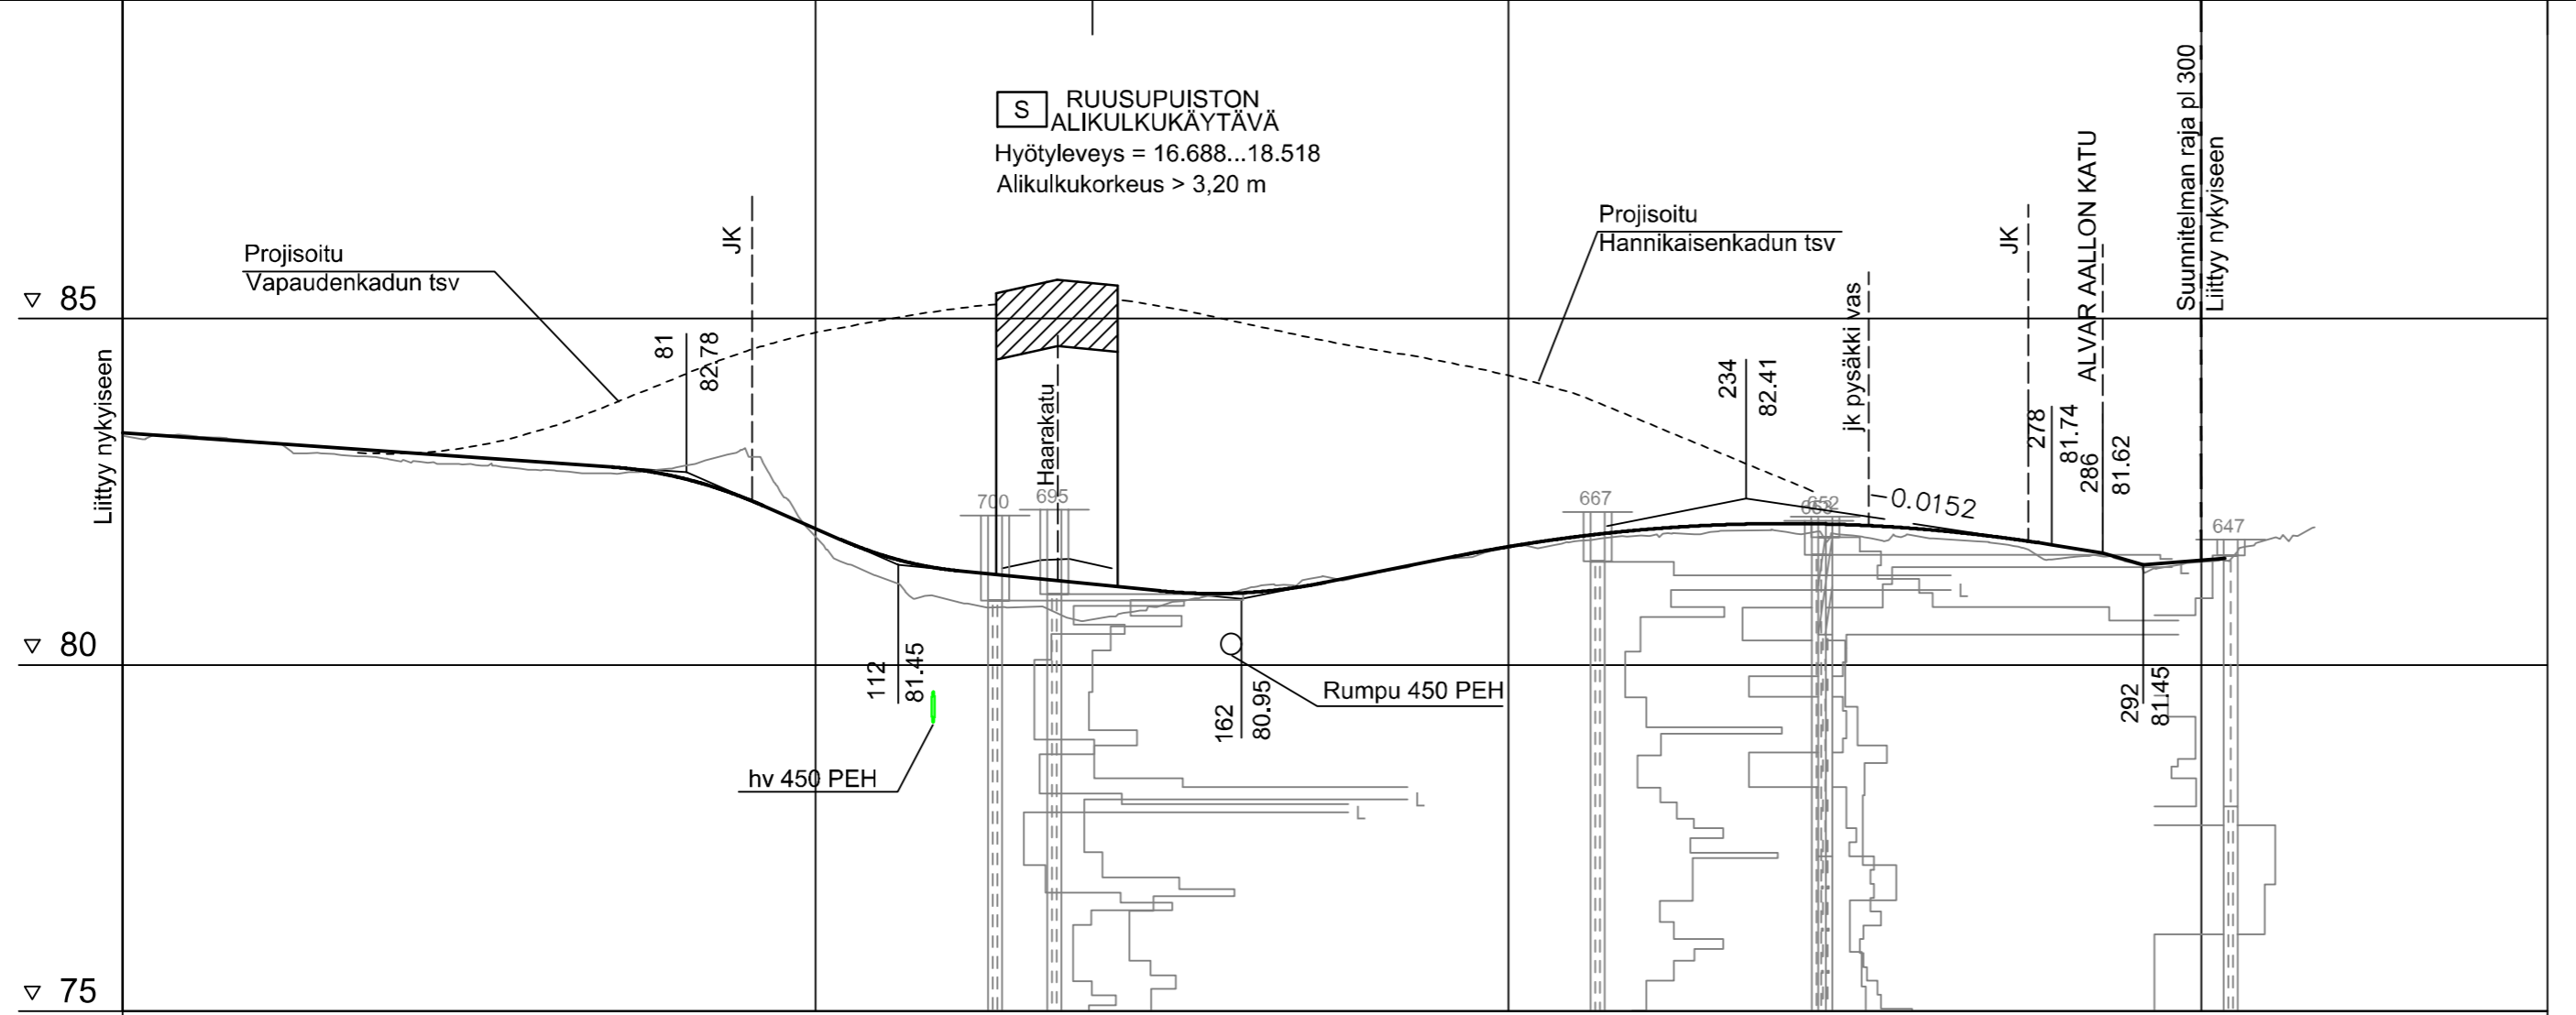 S
RUUSUPUISTON
ALIKULKUKÄYTÄVÄ
Hyötyleveys = 16.688...18.518
Alikulkukorkeus > 3,20 m
Projisoitu
Vapaudenkadun tsv
JK
Projisoitu
Hannikaisenkadun tsv
JK
ALVAR AALLON KATU
Suunnitelman raja pl 300
Liittyy nykyiseen
85
Liittyy nykyiseen
81
82.78
Haarakatu
234
82.41
jk pysäkki vas
278
81.74
286
81.62
700
695
667
652
-0.0152
647
L
L
80
112
81.45
162
80.95
Rumpu 450 PEH
292
81.45
hv 450 PEH
L
L
75